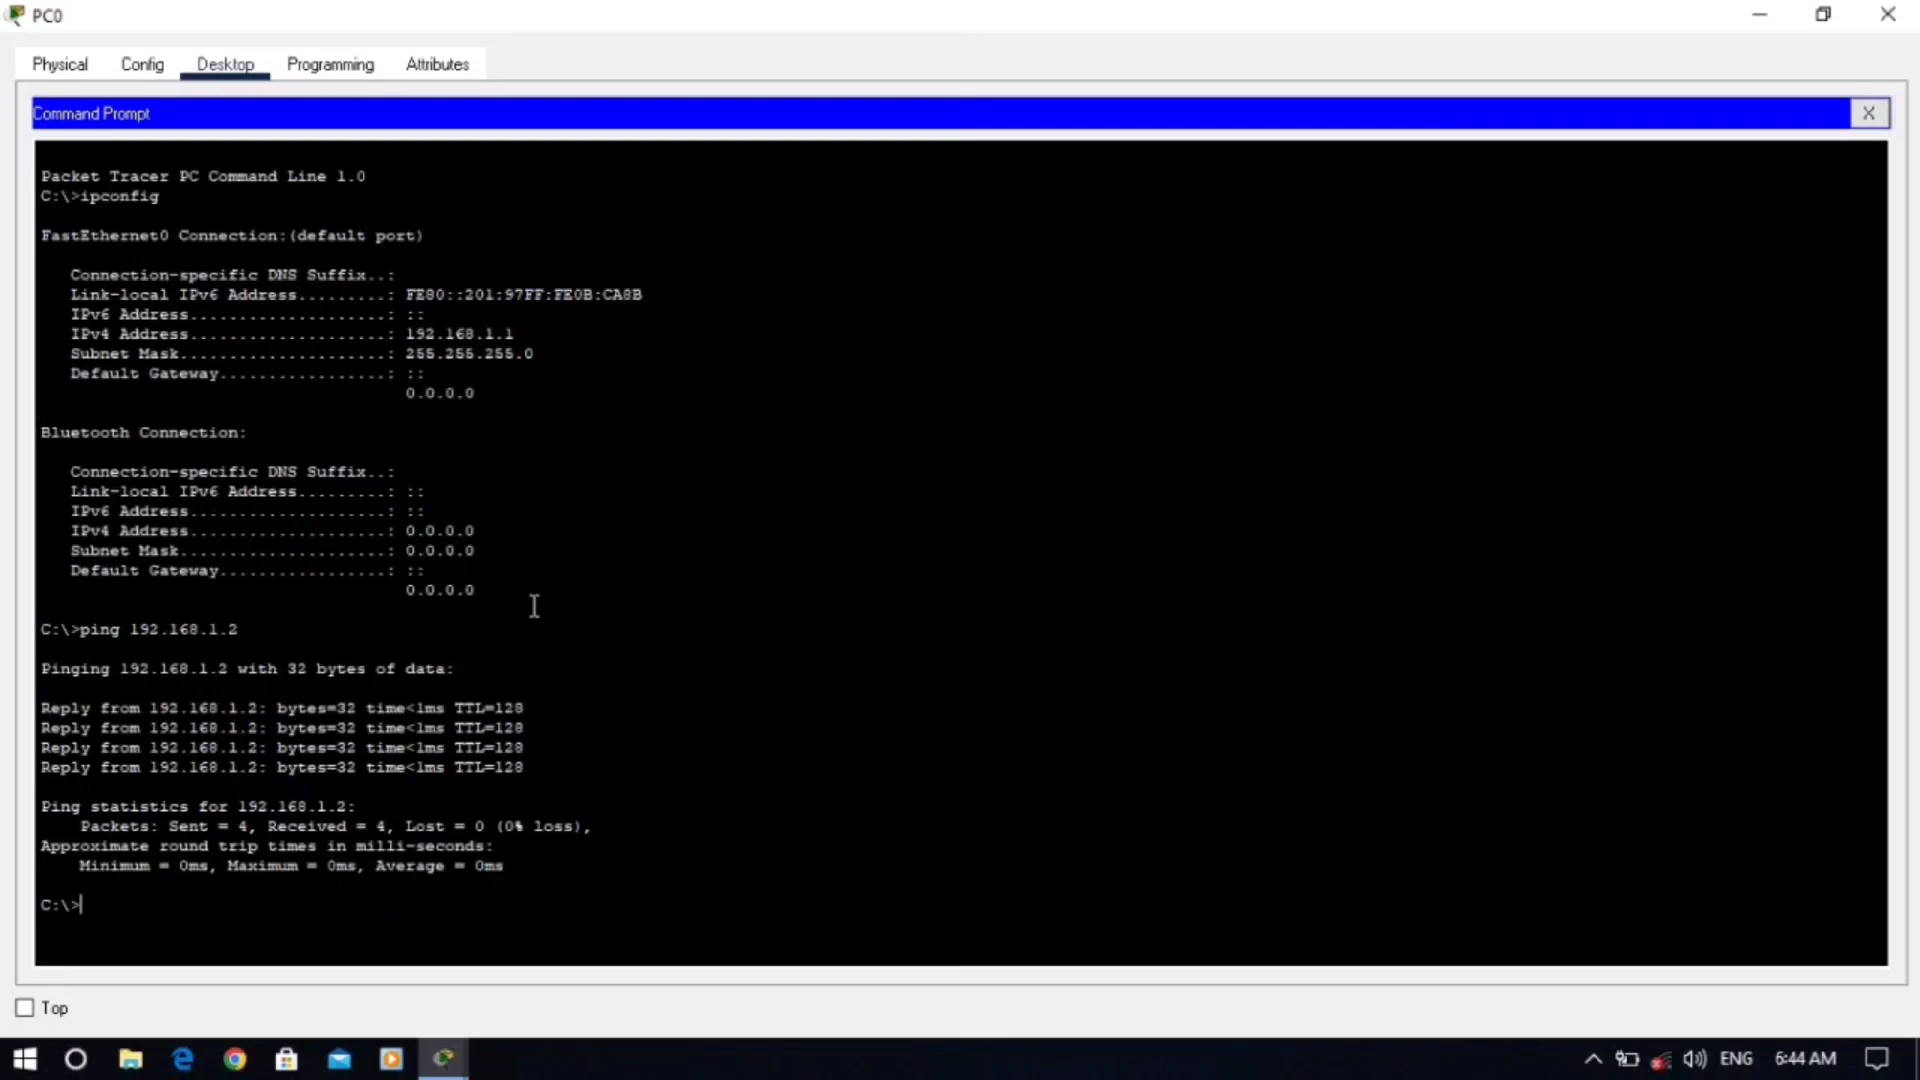 PC0
Physical Config Desktop Programming Attributes
Command Prompt X
Packet Tracer PC Command Line 1.0
C:\>ipconfig
FastEthernet0 Connection:(default port)
Connection-specific DNS Suffix..:
Link-local IPv6 Address.........: FE80::201:97FF:FE0B:CA8B
IPv6 Address....................: ::
IPv4 Address....................: 192.168.1.1
Subnet Mask.....................: 255.255.255.0
Default Gateway.................: ::
0.0.0.0
Bluetooth Connection:
Connection-specific DNS Suffix..:
Link-local IPv6 Address.........: ::
IPv6 Address....................: ::
IPv4 Address....................: 0.0.0.0
Subnet Mask.....................: 0.0.0.0
Default Gateway.................: ::
0.0.0.0
C:\>ping 192.168.1.2
Pinging 192.168.1.2 with 32 bytes of data:
Reply from 192.168.1.2: bytes=32 time<1ms TTL=128
Reply from 192.168.1.2: bytes=32 time<1ms TTL=128
Reply from 192.168.1.2: bytes=32 time<1ms TTL=128
Reply from 192.168.1.2: bytes=32 time<1ms TTL=128
Ping statistics for 192.168.1.2:
Packets: Sent = 4, Received = 4, Lost = 0 (0% loss),
Approximate round trip times in milli-seconds:
Minimum = 0ms, Maximum = 0ms, Average = 0ms
C:\>
Top
ENG 6:44 AM